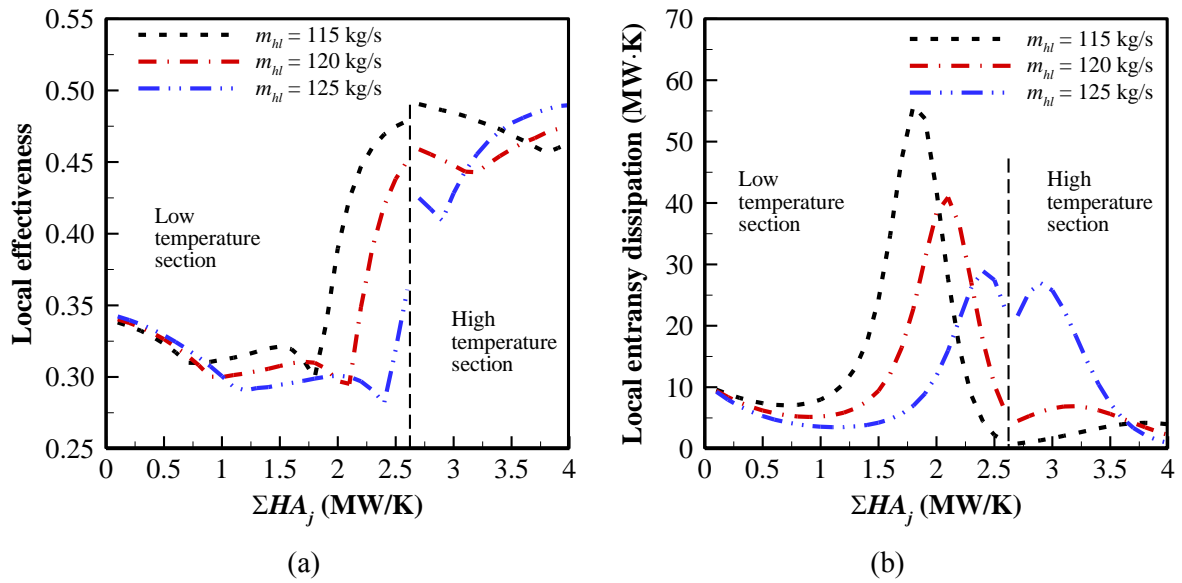 0.55
0.50
0.45
0.40
0.35
0.30
0.25
Local effectiveness
m_hl = 115 kg/s
m_hl = 120 kg/s
m_hl = 125 kg/s
Low
temperature
section
High
temperature
section
0 0.5 1 1.5 2 2.5 3 3.5 4
ΣHA_j (MW/K)
(a)
70
60
50
40
30
20
10
0
Local entransy dissipation (MW·K)
m_hl = 115 kg/s
m_hl = 120 kg/s
m_hl = 125 kg/s
Low
temperature
section
High
temperature
section
0 0.5 1 1.5 2 2.5 3 3.5 4
ΣHA_j (MW/K)
(b)